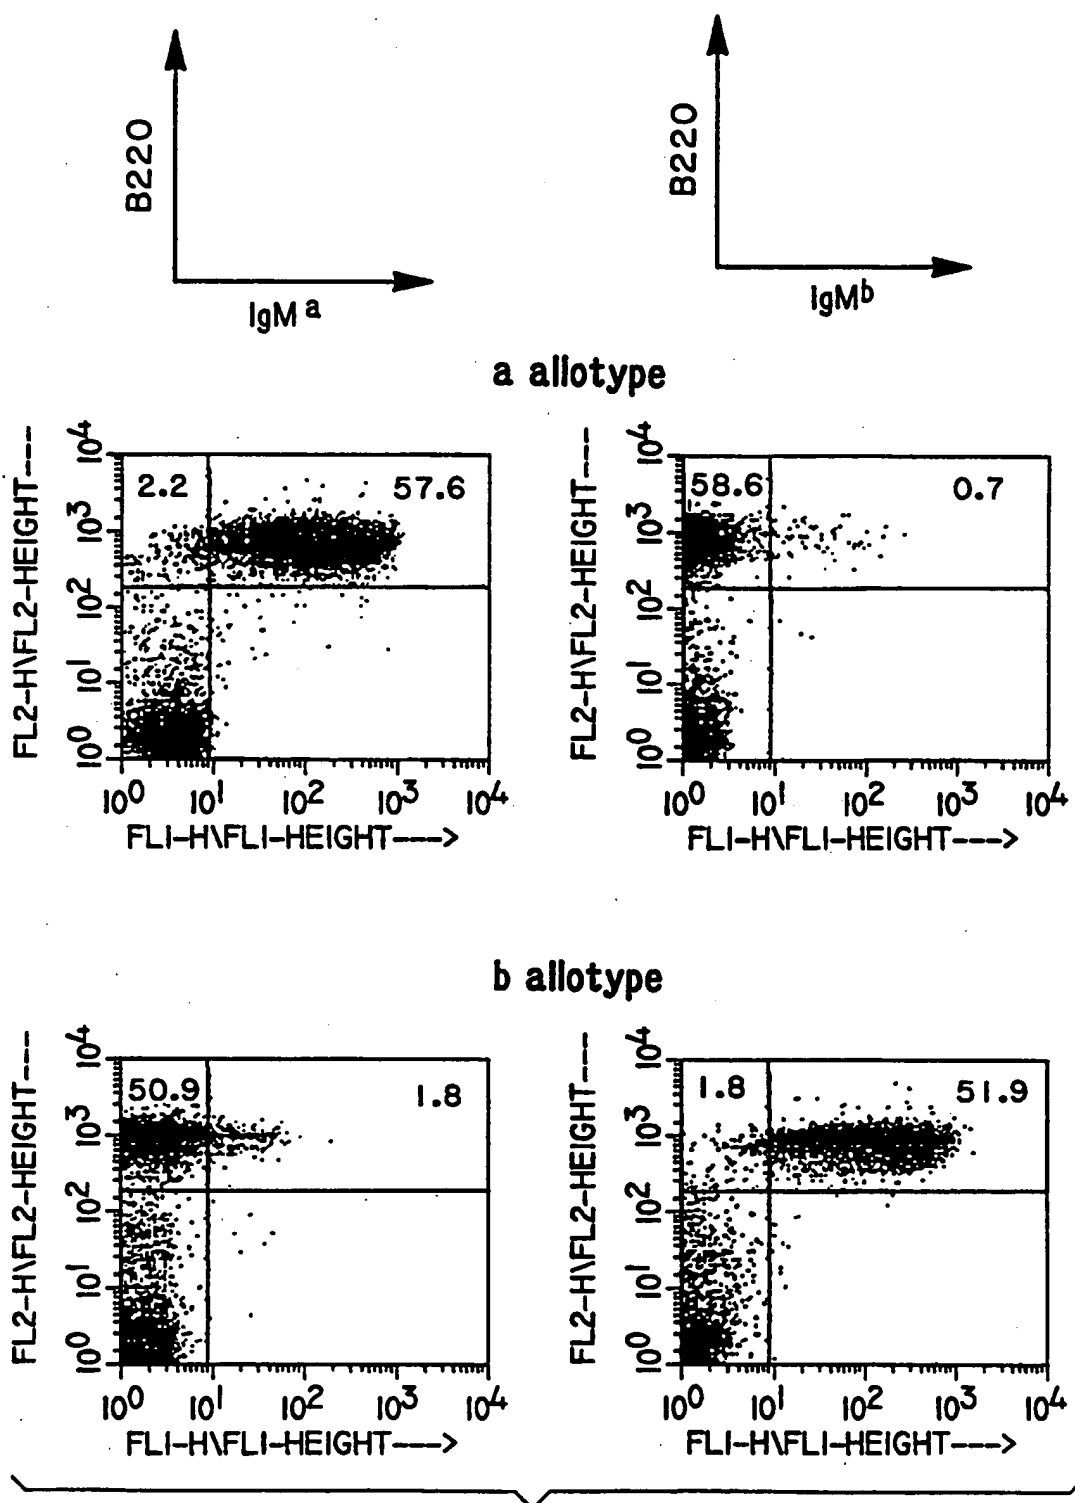 B220
IgM a
B220
IgM b
a allotype
FL2-H\FL2-HEIGHT----
10^4
10^3
10^2
10^1
10^0
2.2
57.6
10^0 10^1 10^2 10^3 10^4
FL1-H\FL1-HEIGHT---->
FL2-H\FL2-HEIGHT---
10^4
10^3
10^2
10^1
10^0
58.6
0.7
10^0 10^1 10^2 10^3 10^4
FL1-H\FL1-HEIGHT---->
b allotype
FL2-H\FL2-HEIGHT---
10^4
10^3
10^2
10^1
10^0
50.9
1.8
10^0 10^1 10^2 10^3 10^4
FL1-H\FL1-HEIGHT---->
FL2-H\FL2-HEIGHT---
10^4
10^3
10^2
10^1
10^0
1.8
51.9
10^0 10^1 10^2 10^3 10^4
FL1-H\FL1-HEIGHT---->